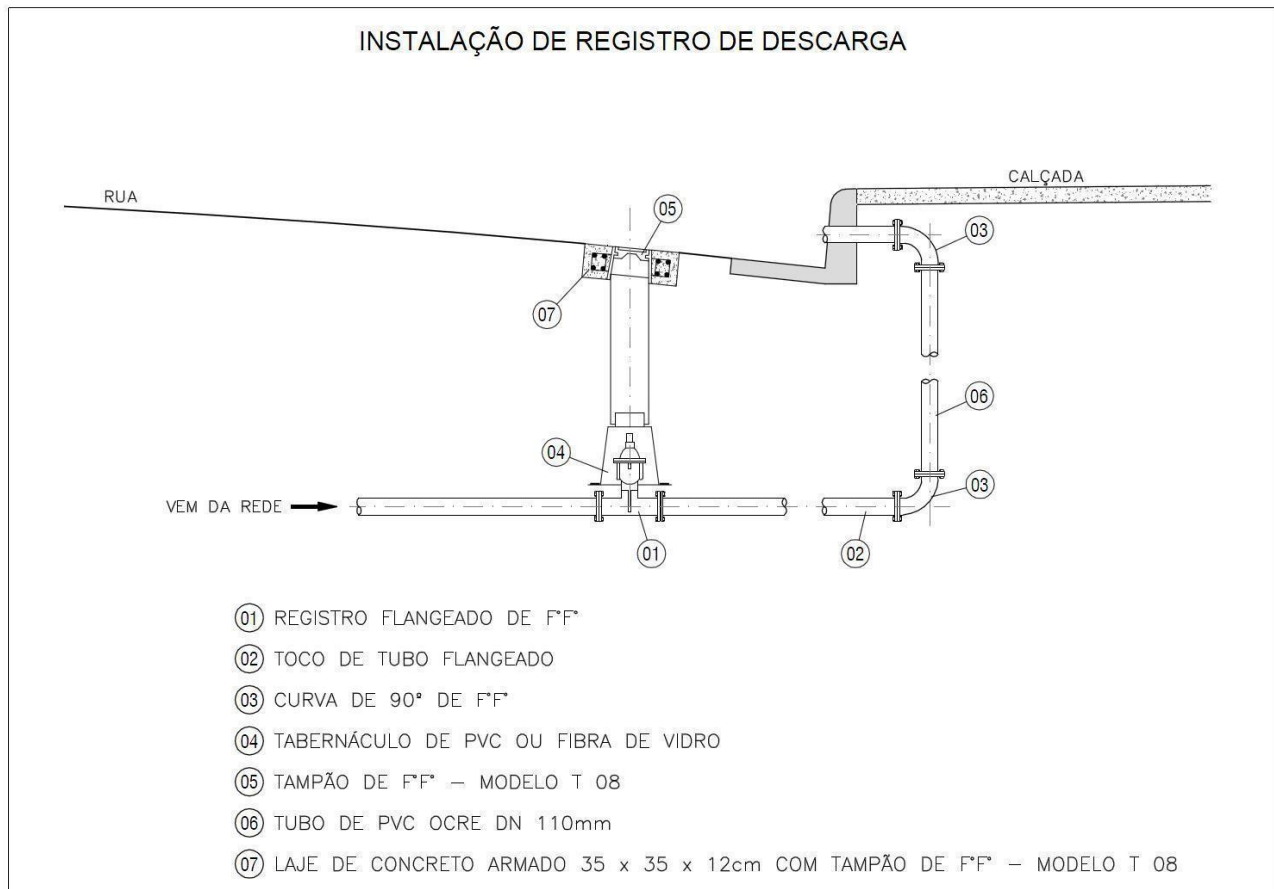 INSTALAÇÃO DE REGISTRO DE DESCARGA
CALÇADA
RUA
05
03
07
06
04
03
VEM DA REDE
01
02
01 REGISTRO FLANGEADO DE F°F°
02 TOCO DE TUBO FLANGEADO
03 CURVA DE 90° DE F°F°
04 TABERNÁCULO DE PVC OU FIBRA DE VIDRO
05 TAMPÃO DE F°F° – MODELO T 08
06 TUBO DE PVC OCRE DN 110mm
07 LAJE DE CONCRETO ARMADO 35 x 35 x 12cm COM TAMPÃO DE F°F° – MODELO T 08